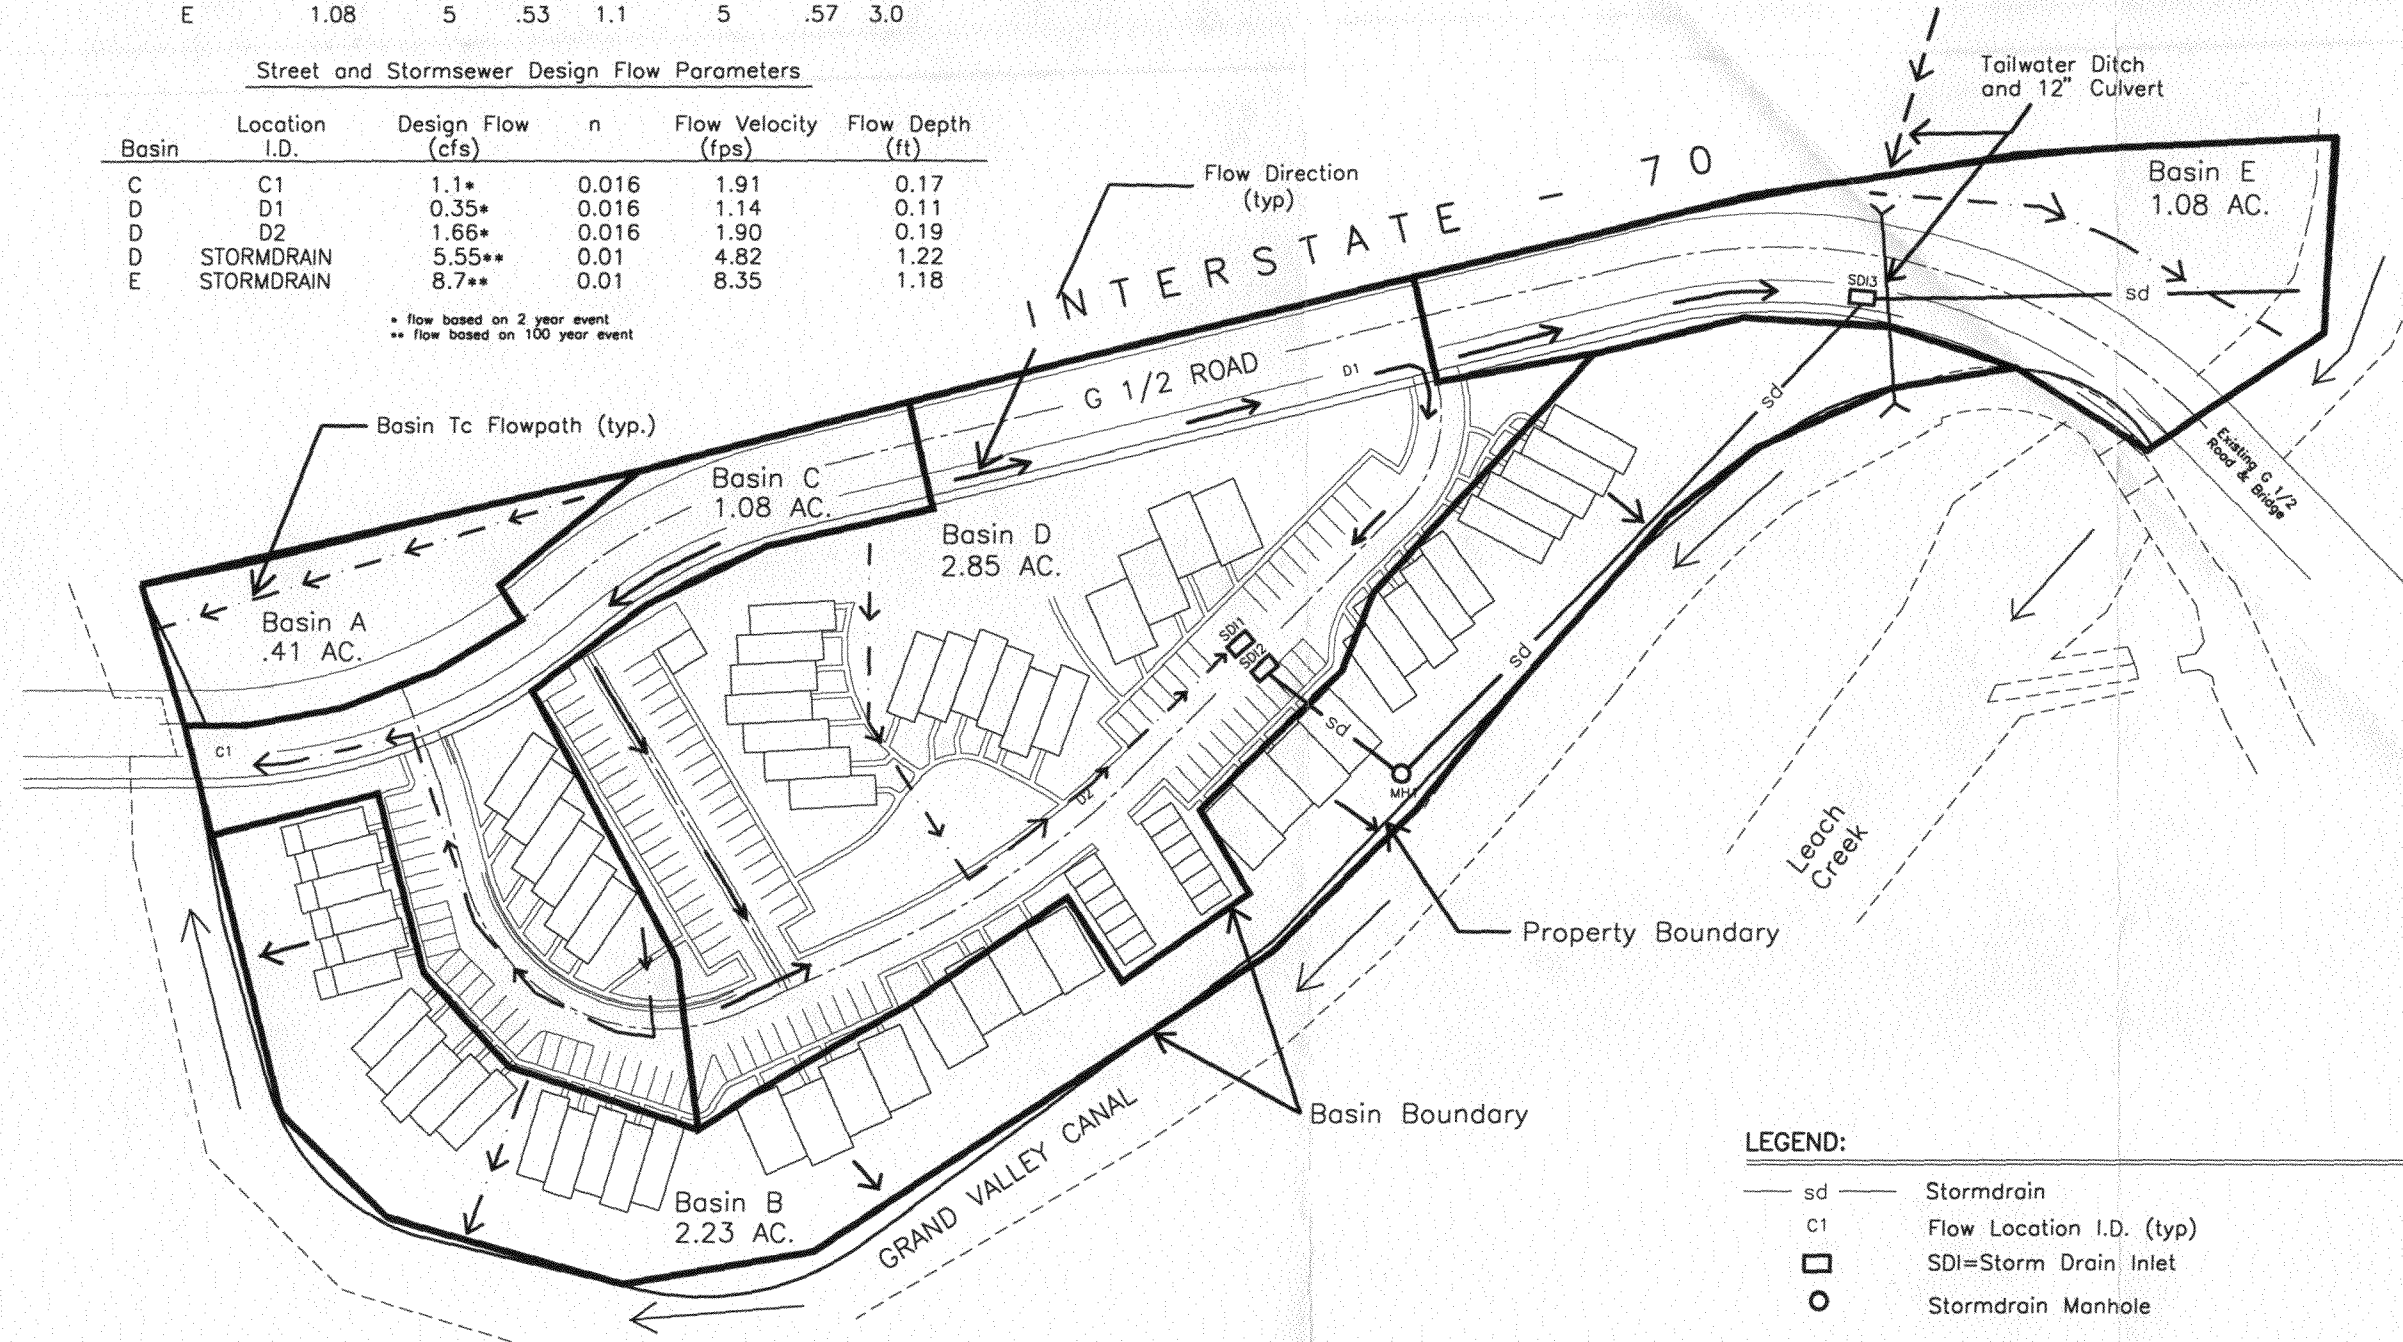 E 1.08 5 .53 1.1 5 .57 3.0
Street and Stormsewer Design Flow Parameters
Basin Location I.D. Design Flow (cfs) n Flow Velocity (fps) Flow Depth (ft)
C C1 1.1* 0.016 1.91 0.17
D D1 0.35* 0.016 1.14 0.11
D D2 1.66* 0.016 1.90 0.19
D STORMDRAIN 5.55** 0.01 4.82 1.22
E STORMDRAIN 8.7** 0.01 8.35 1.18
* flow based on 2 year event
** flow based on 100 year event
Tailwater Ditch
and 12" Culvert
Flow Direction
(typ)
INTERSTATE - 70
Basin E
1.08 AC.
SDI3
sd
G 1/2 ROAD
D1
sd
Existing G 1/2
Road & Bridge
Basin Tc Flowpath (typ.)
Basin C
1.08 AC.
Basin D
2.85 AC.
Basin A
.41 AC.
SDI1
SDI2
sd
sd
C1
D2
MH1
Leach
Creek
Property Boundary
Basin Boundary
GRAND VALLEY CANAL
Basin B
2.23 AC.
LEGEND:
sd Stormdrain
C1 Flow Location I.D. (typ)
SDI=Storm Drain Inlet
Stormdrain Manhole